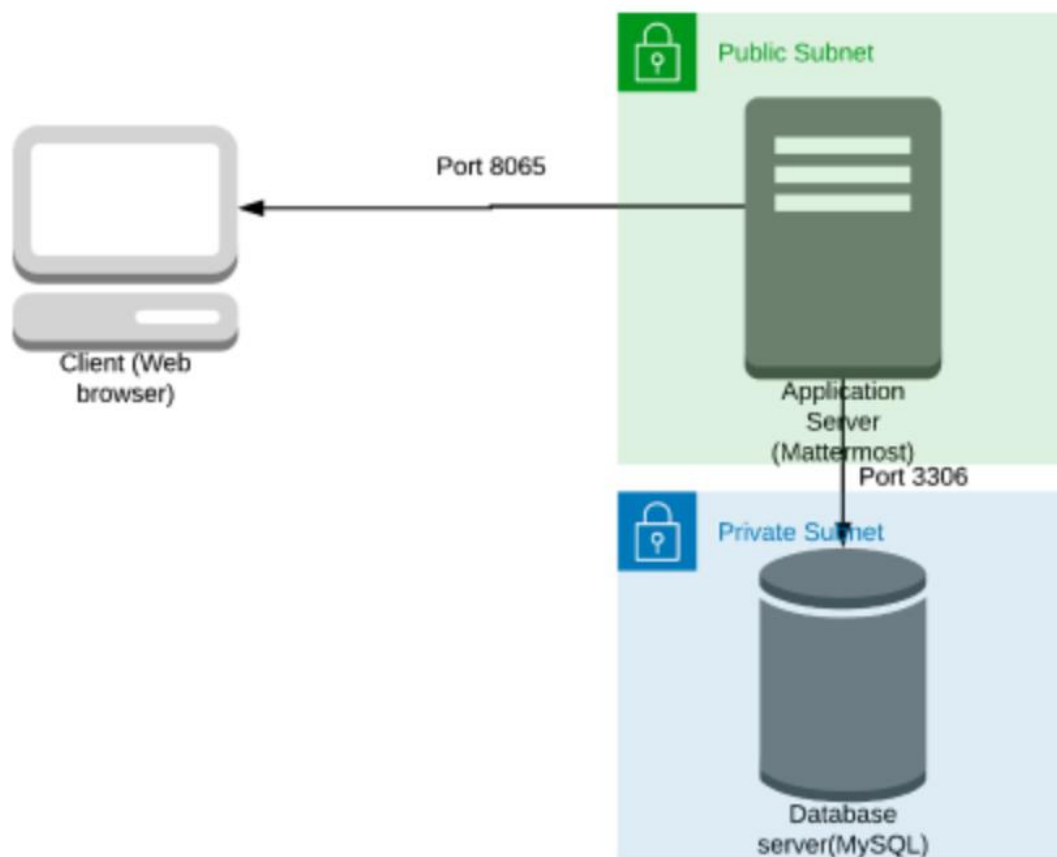 Public Subnet
Port 8065
Client (Web
browser)
Application
Server
(Mattermost)
Port 3306
Private Subnet
Database
server(MySQL)